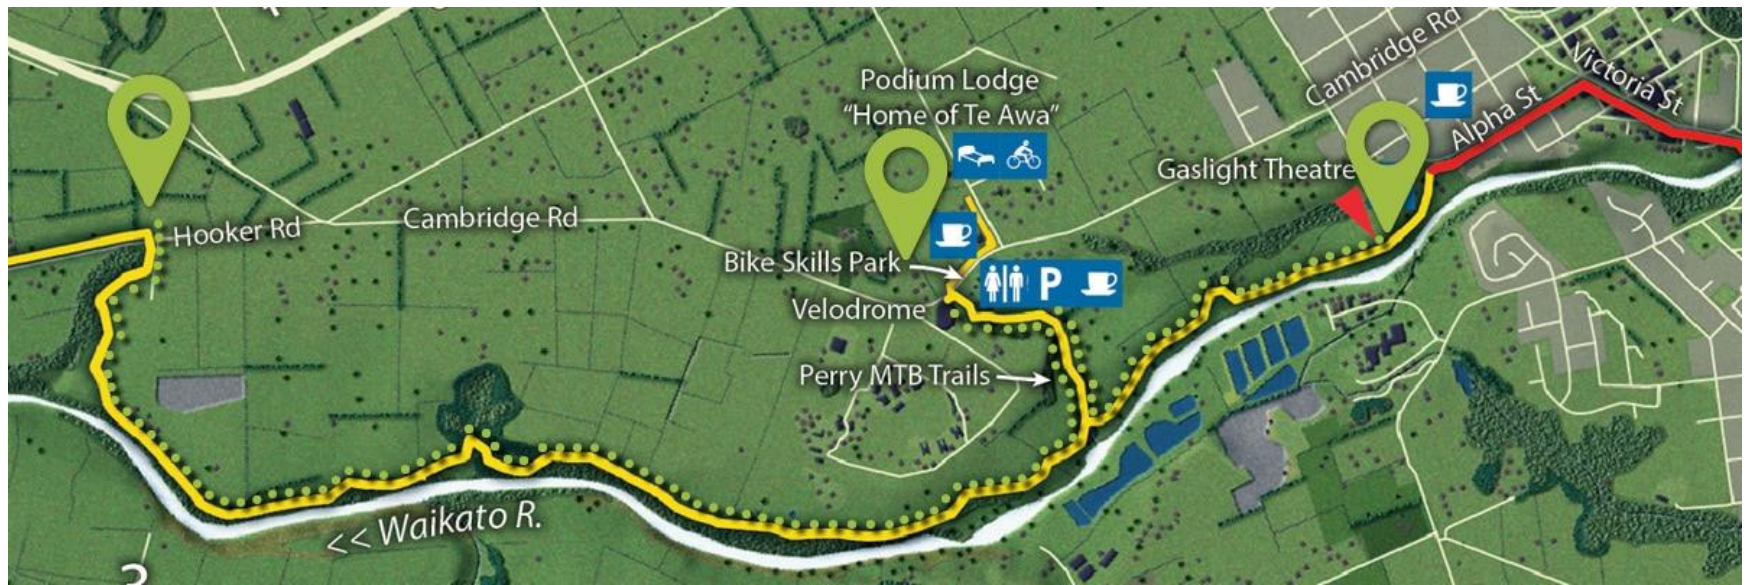 Podium Lodge
"Home of Te Awa"
Cambridge Rd
Victoria St
Alpha St
Gaslight Theatre
Hooker Rd
Cambridge Rd
Bike Skills Park
P
Velodrome
Perry MTB Trails
<< Waikato R.
3